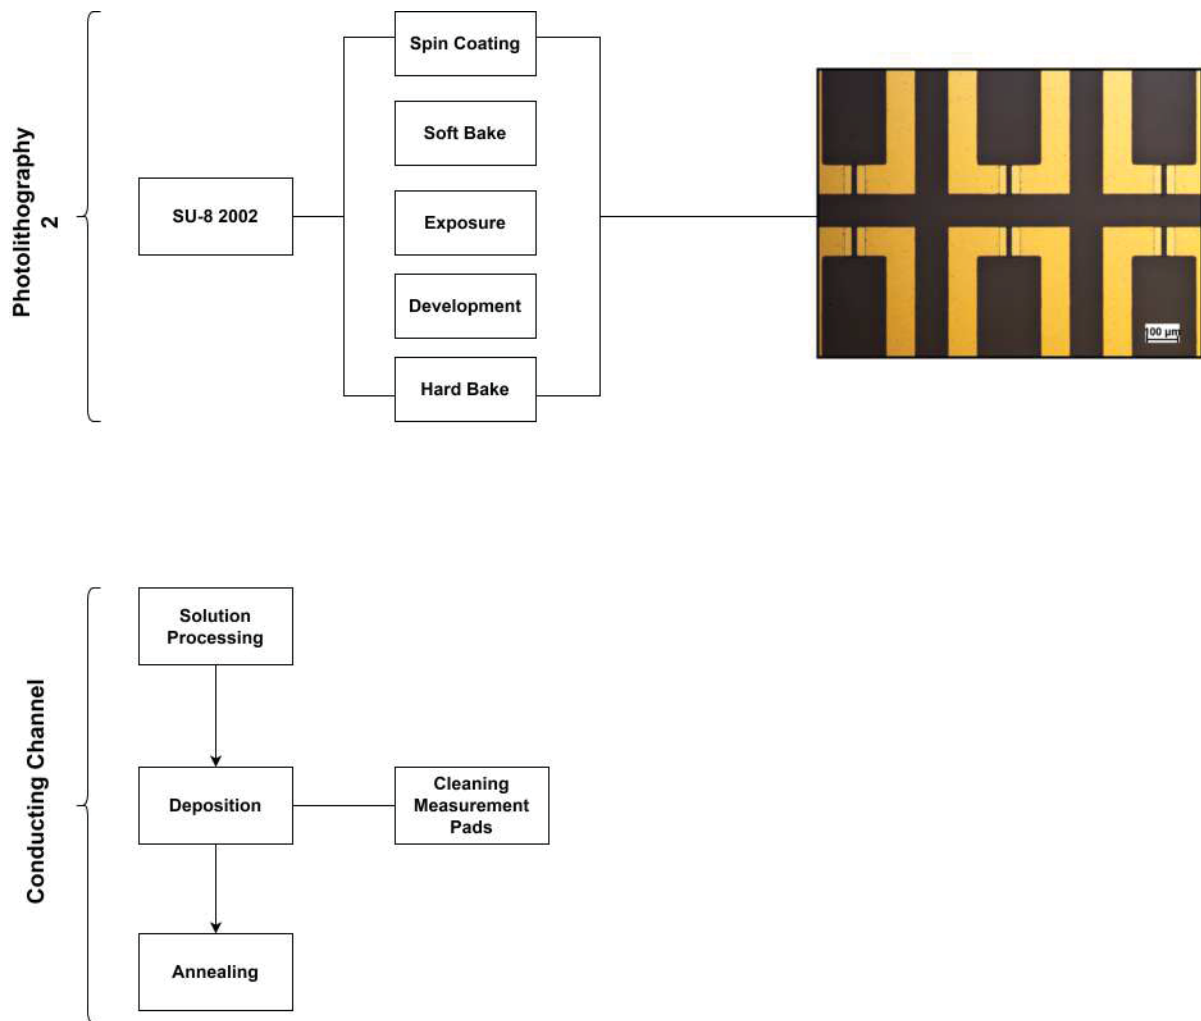 Photolithography
2
SU-8 2002
Spin Coating
Soft Bake
Exposure
Development
Hard Bake
100 µm
Conducting Channel
Solution
Processing
Deposition
Cleaning
Measurement
Pads
Annealing